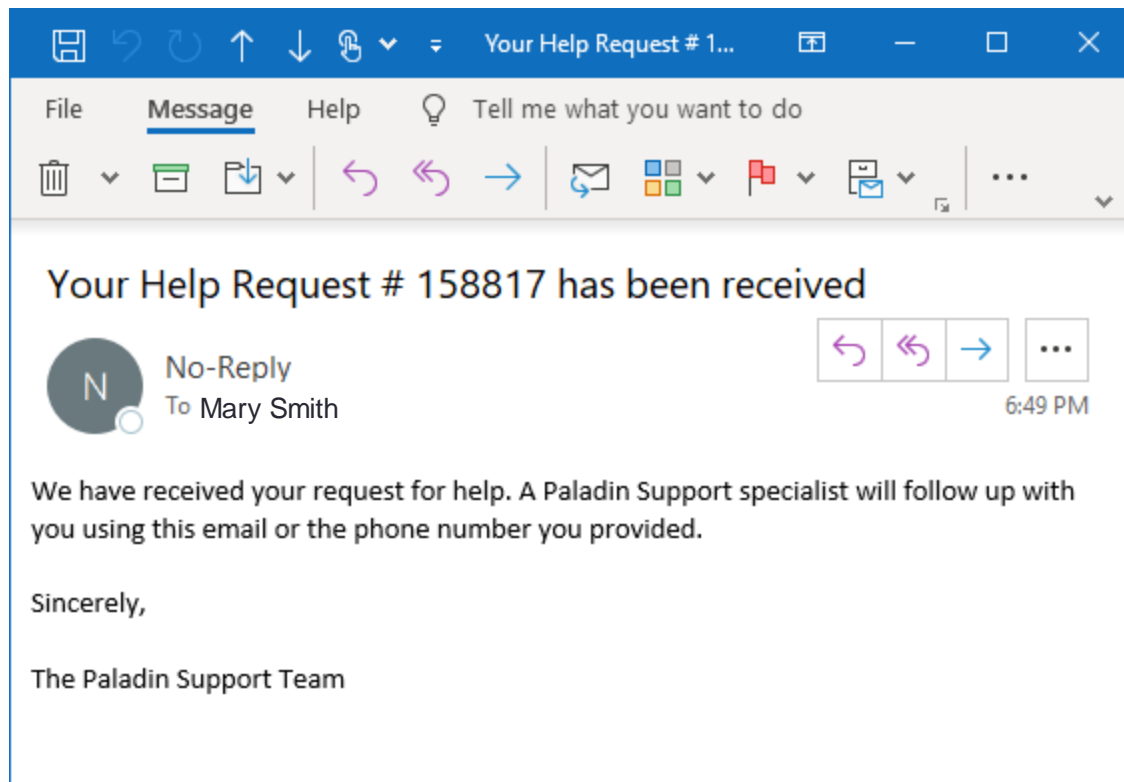 Your Help Request # 1...
File Message Help Tell me what you want to do
Your Help Request # 158817 has been received
N
No-Reply
To Mary Smith
6:49 PM
We have received your request for help. A Paladin Support specialist will follow up with
you using this email or the phone number you provided.
Sincerely,
The Paladin Support Team